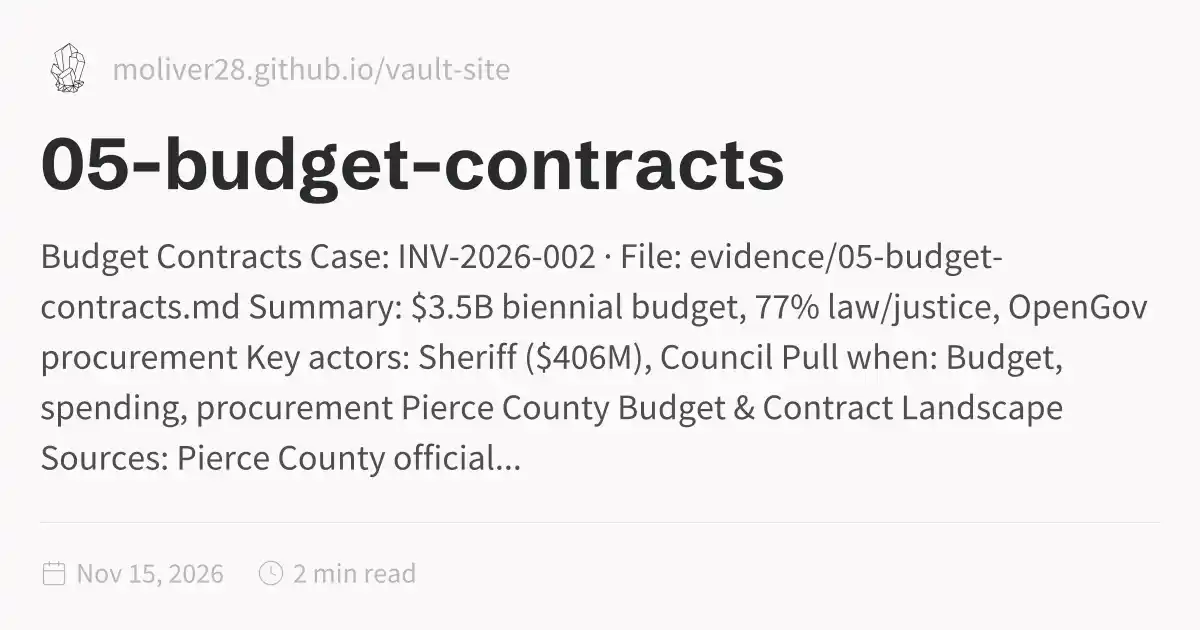 moliver28.github.io/vault-site
05-budget-contracts
Budget Contracts Case: INV-2026-002 · File: evidence/05-budget-
contracts.md Summary: $3.5B biennial budget, 77% law/justice, OpenGov
procurement Key actors: Sheriff ($406M), Council Pull when: Budget,
spending, procurement Pierce County Budget & Contract Landscape
Sources: Pierce County official...
Nov 15, 2026 2 min read